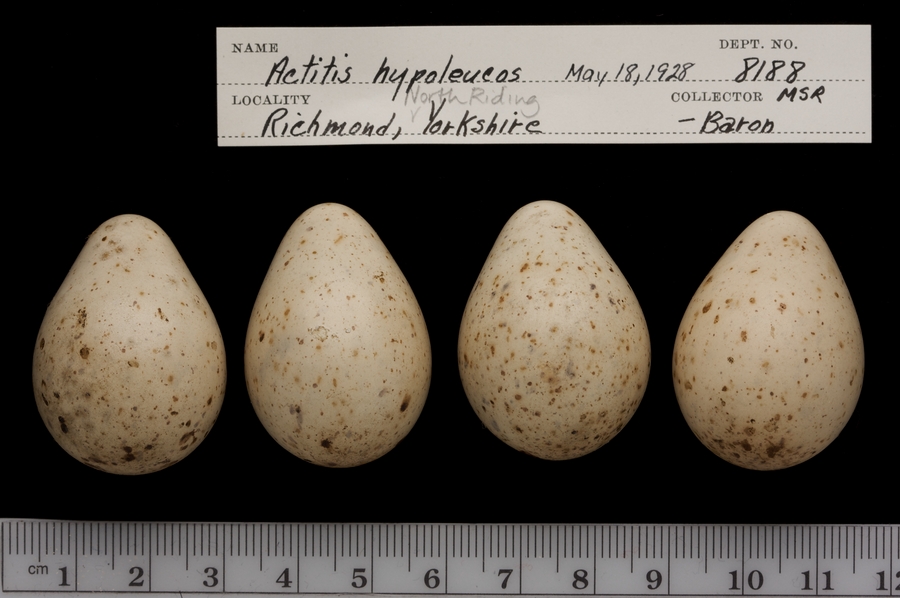 NAME DEPT. NO.
Actitis hypoleucos May 18, 1928 8188
LOCALITY North Riding COLLECTOR MSR
Richmond, Yorkshire - Baron
cm 1 2 3 4 5 6 7 8 9 10 11 12